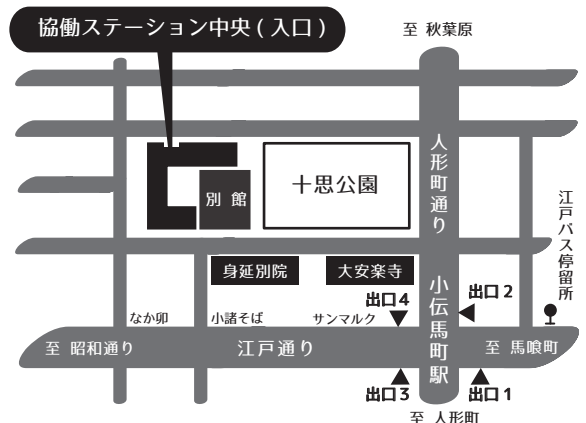 協働ステーション中央 ( 入口 )
至 秋葉原
人形町通り
別 館
十思公園
江戸バス停留所
身延別院
大安楽寺
小伝馬町駅
出口4
出口2
なか卯
小諸そば
サンマルク
至 昭和通り
江戸通り
至 馬喰町
出口3
出口1
至 人形町